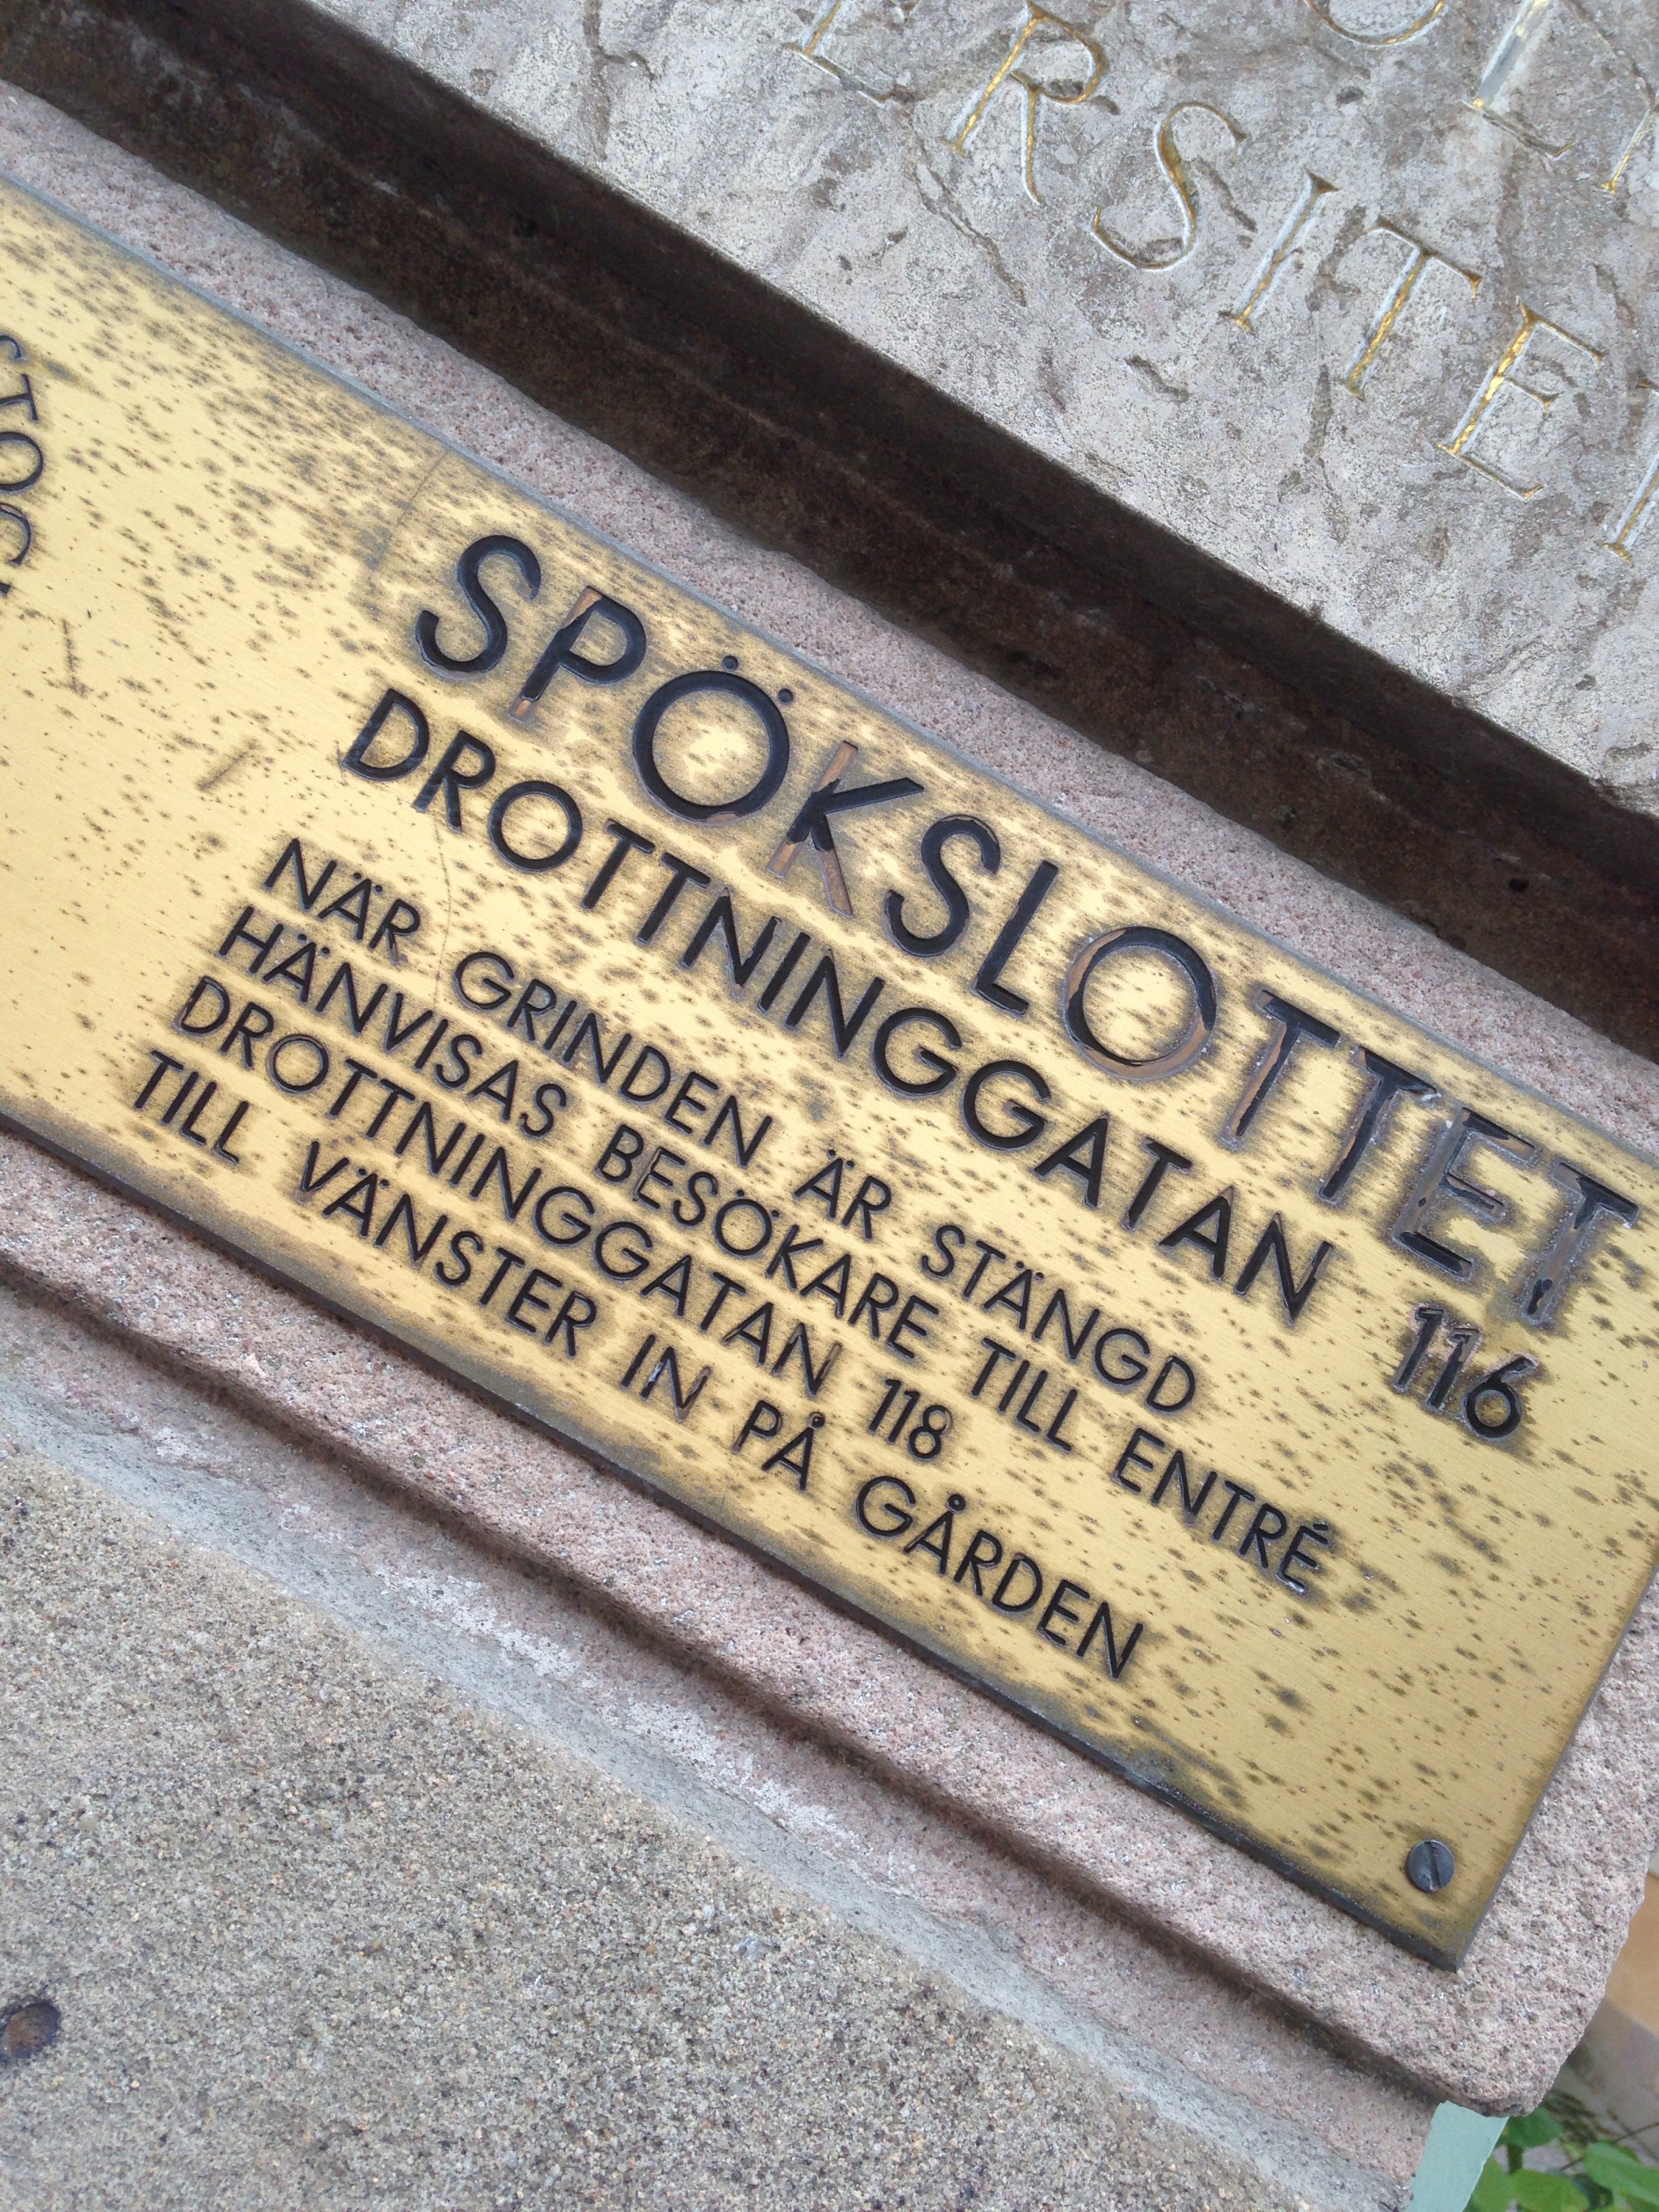 SPÖKSLOTTET
DROTTNINGGATAN 116
NÄR GRINDEN ÄR STÄNGD
HÄNVISAS BESÖKARE TILL ENTRÉ
DROTTNINGGATAN 118
TILL VÄNSTER IN PÅ GÅRDEN